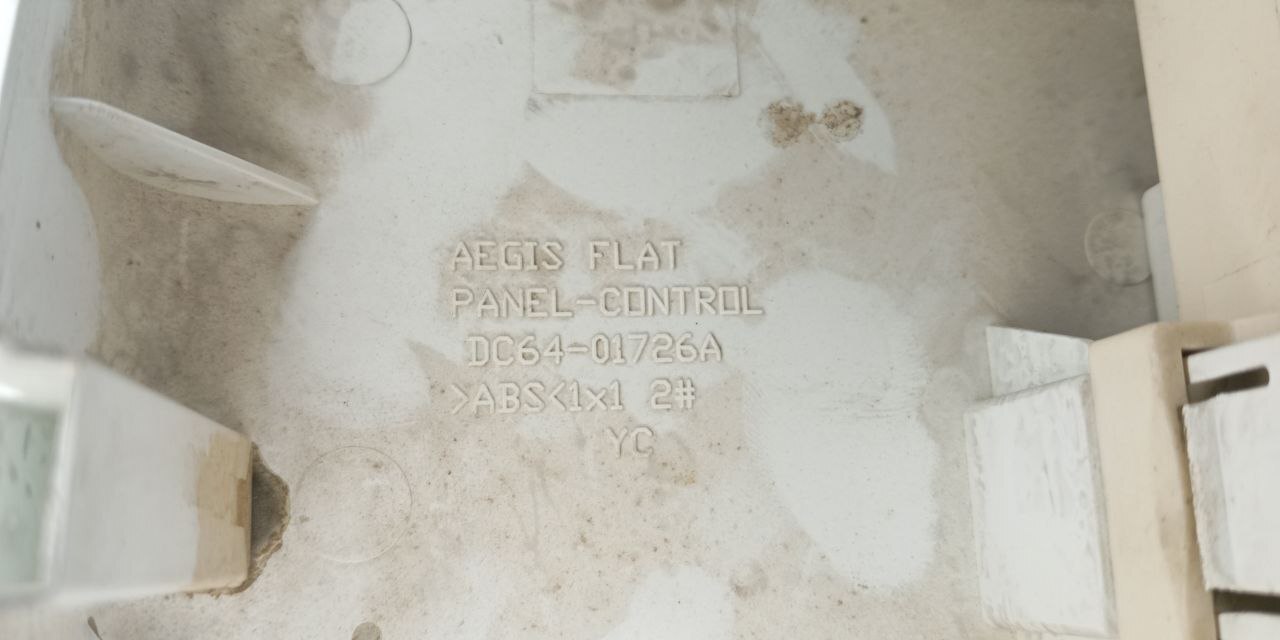 AEGIS FLAT
PANEL-CONTROL
DC64-01726A
>ABS<1x1 2#
YC